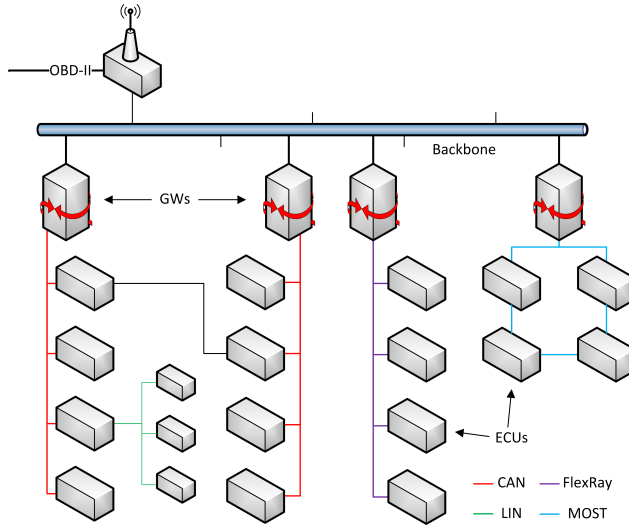 OBD-II
Backbone
GWs
ECUs
CAN
FlexRay
LIN
MOST